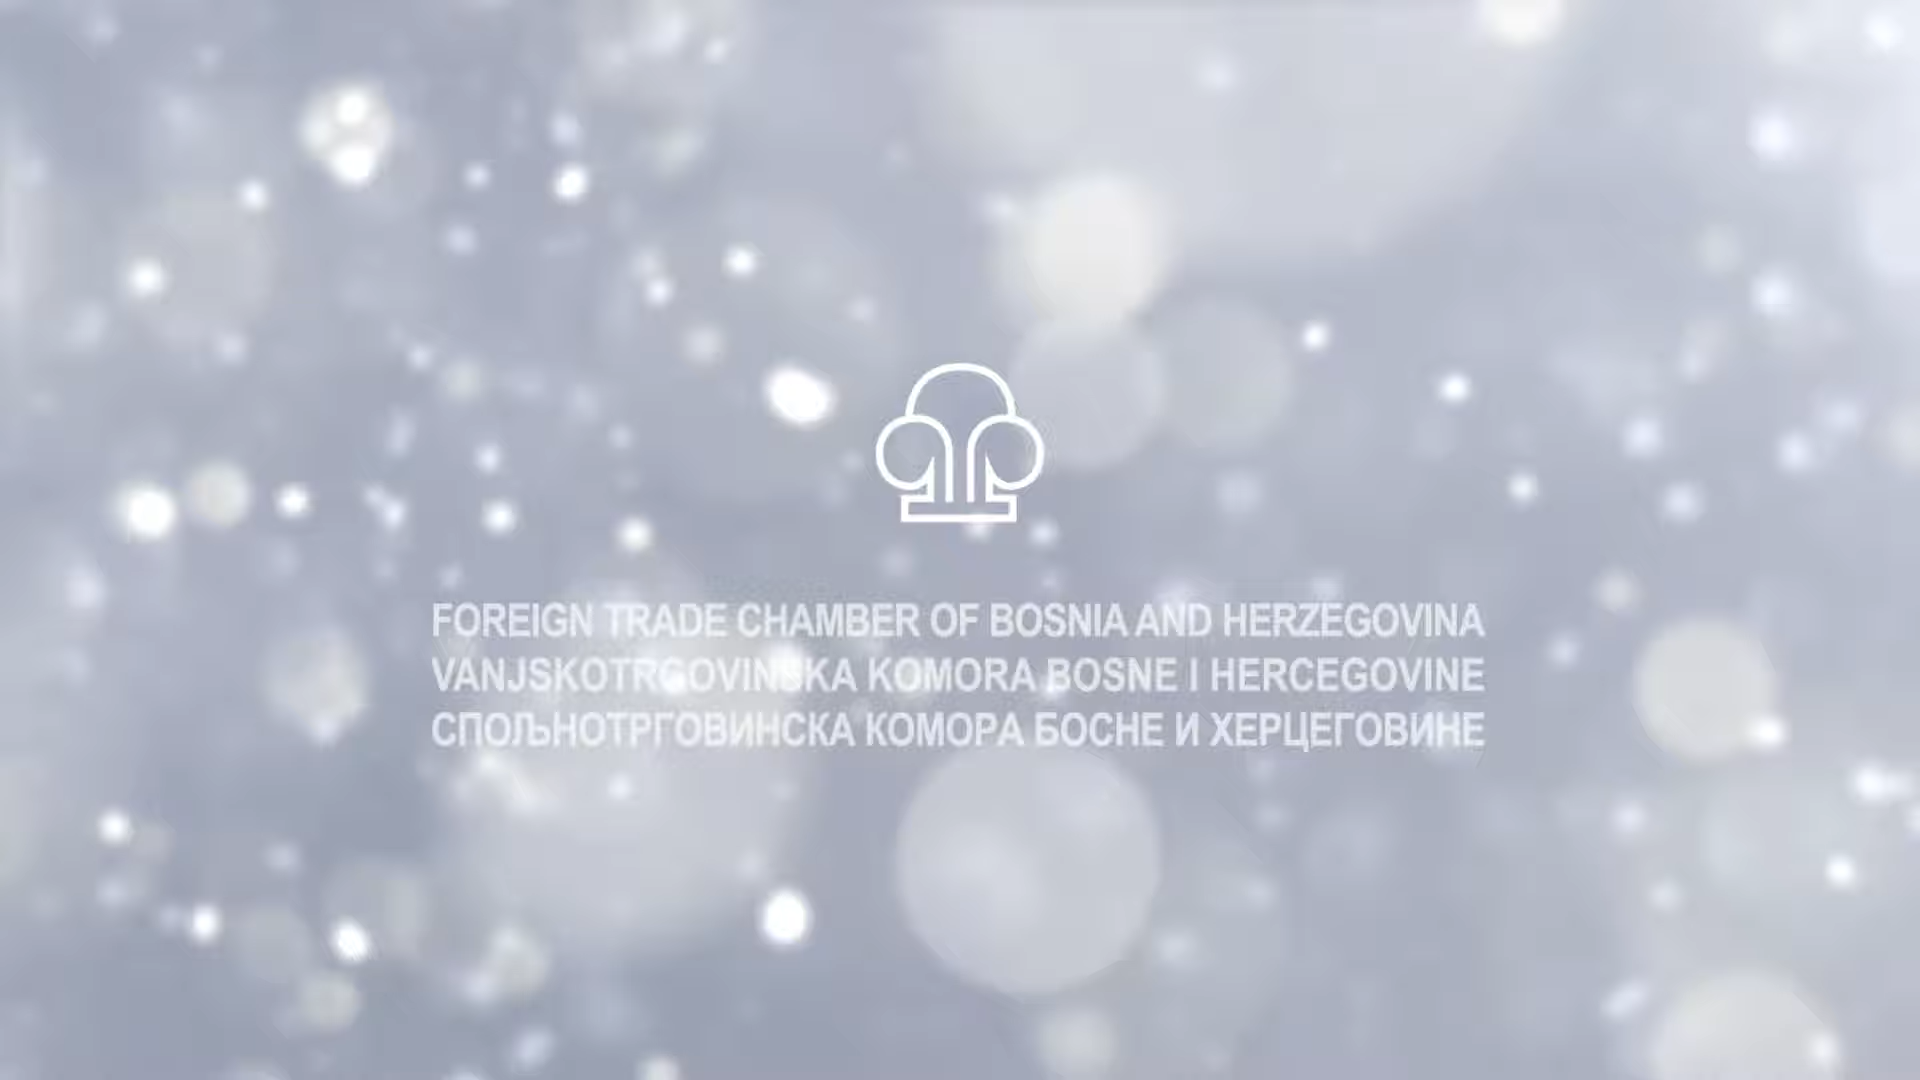 FOREIGN TRADE CHAMBER OF BOSNIA AND HERZEGOVINA
VANJSKOTRGOVINSKA KOMORA BOSNE I HERCEGOVINE
СПОЉНОТРГОВИНСКА КОМОРА БОСНЕ И ХЕРЦЕГОВИНЕ